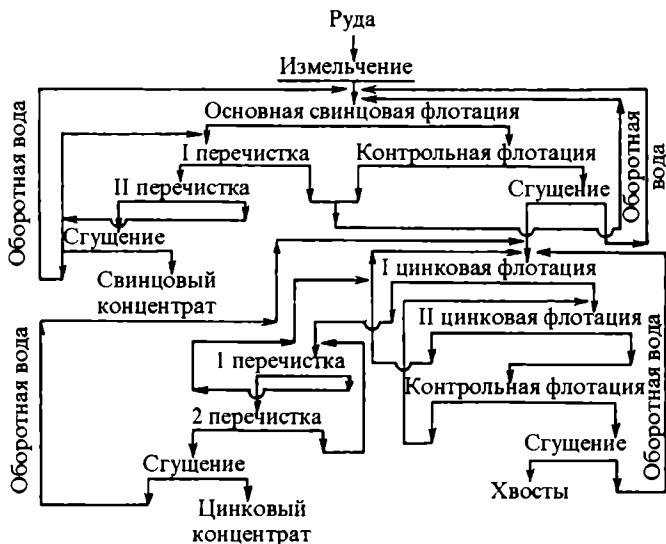 Руда
Измельчение
Оборотная вода
Основная свинцовая флотация
I перечистка
Контрольная флотация
Оборотная
вода
II перечистка
Сгущение
Сгущение
Свинцовый
концентрат
I цинковая флотация
II цинковая флотация
Оборотная вода
1 перечистка
Контрольная флотация
Оборотная вода
2 перечистка
Сгущение
Сгущение
Хвосты
Цинковый
концентрат